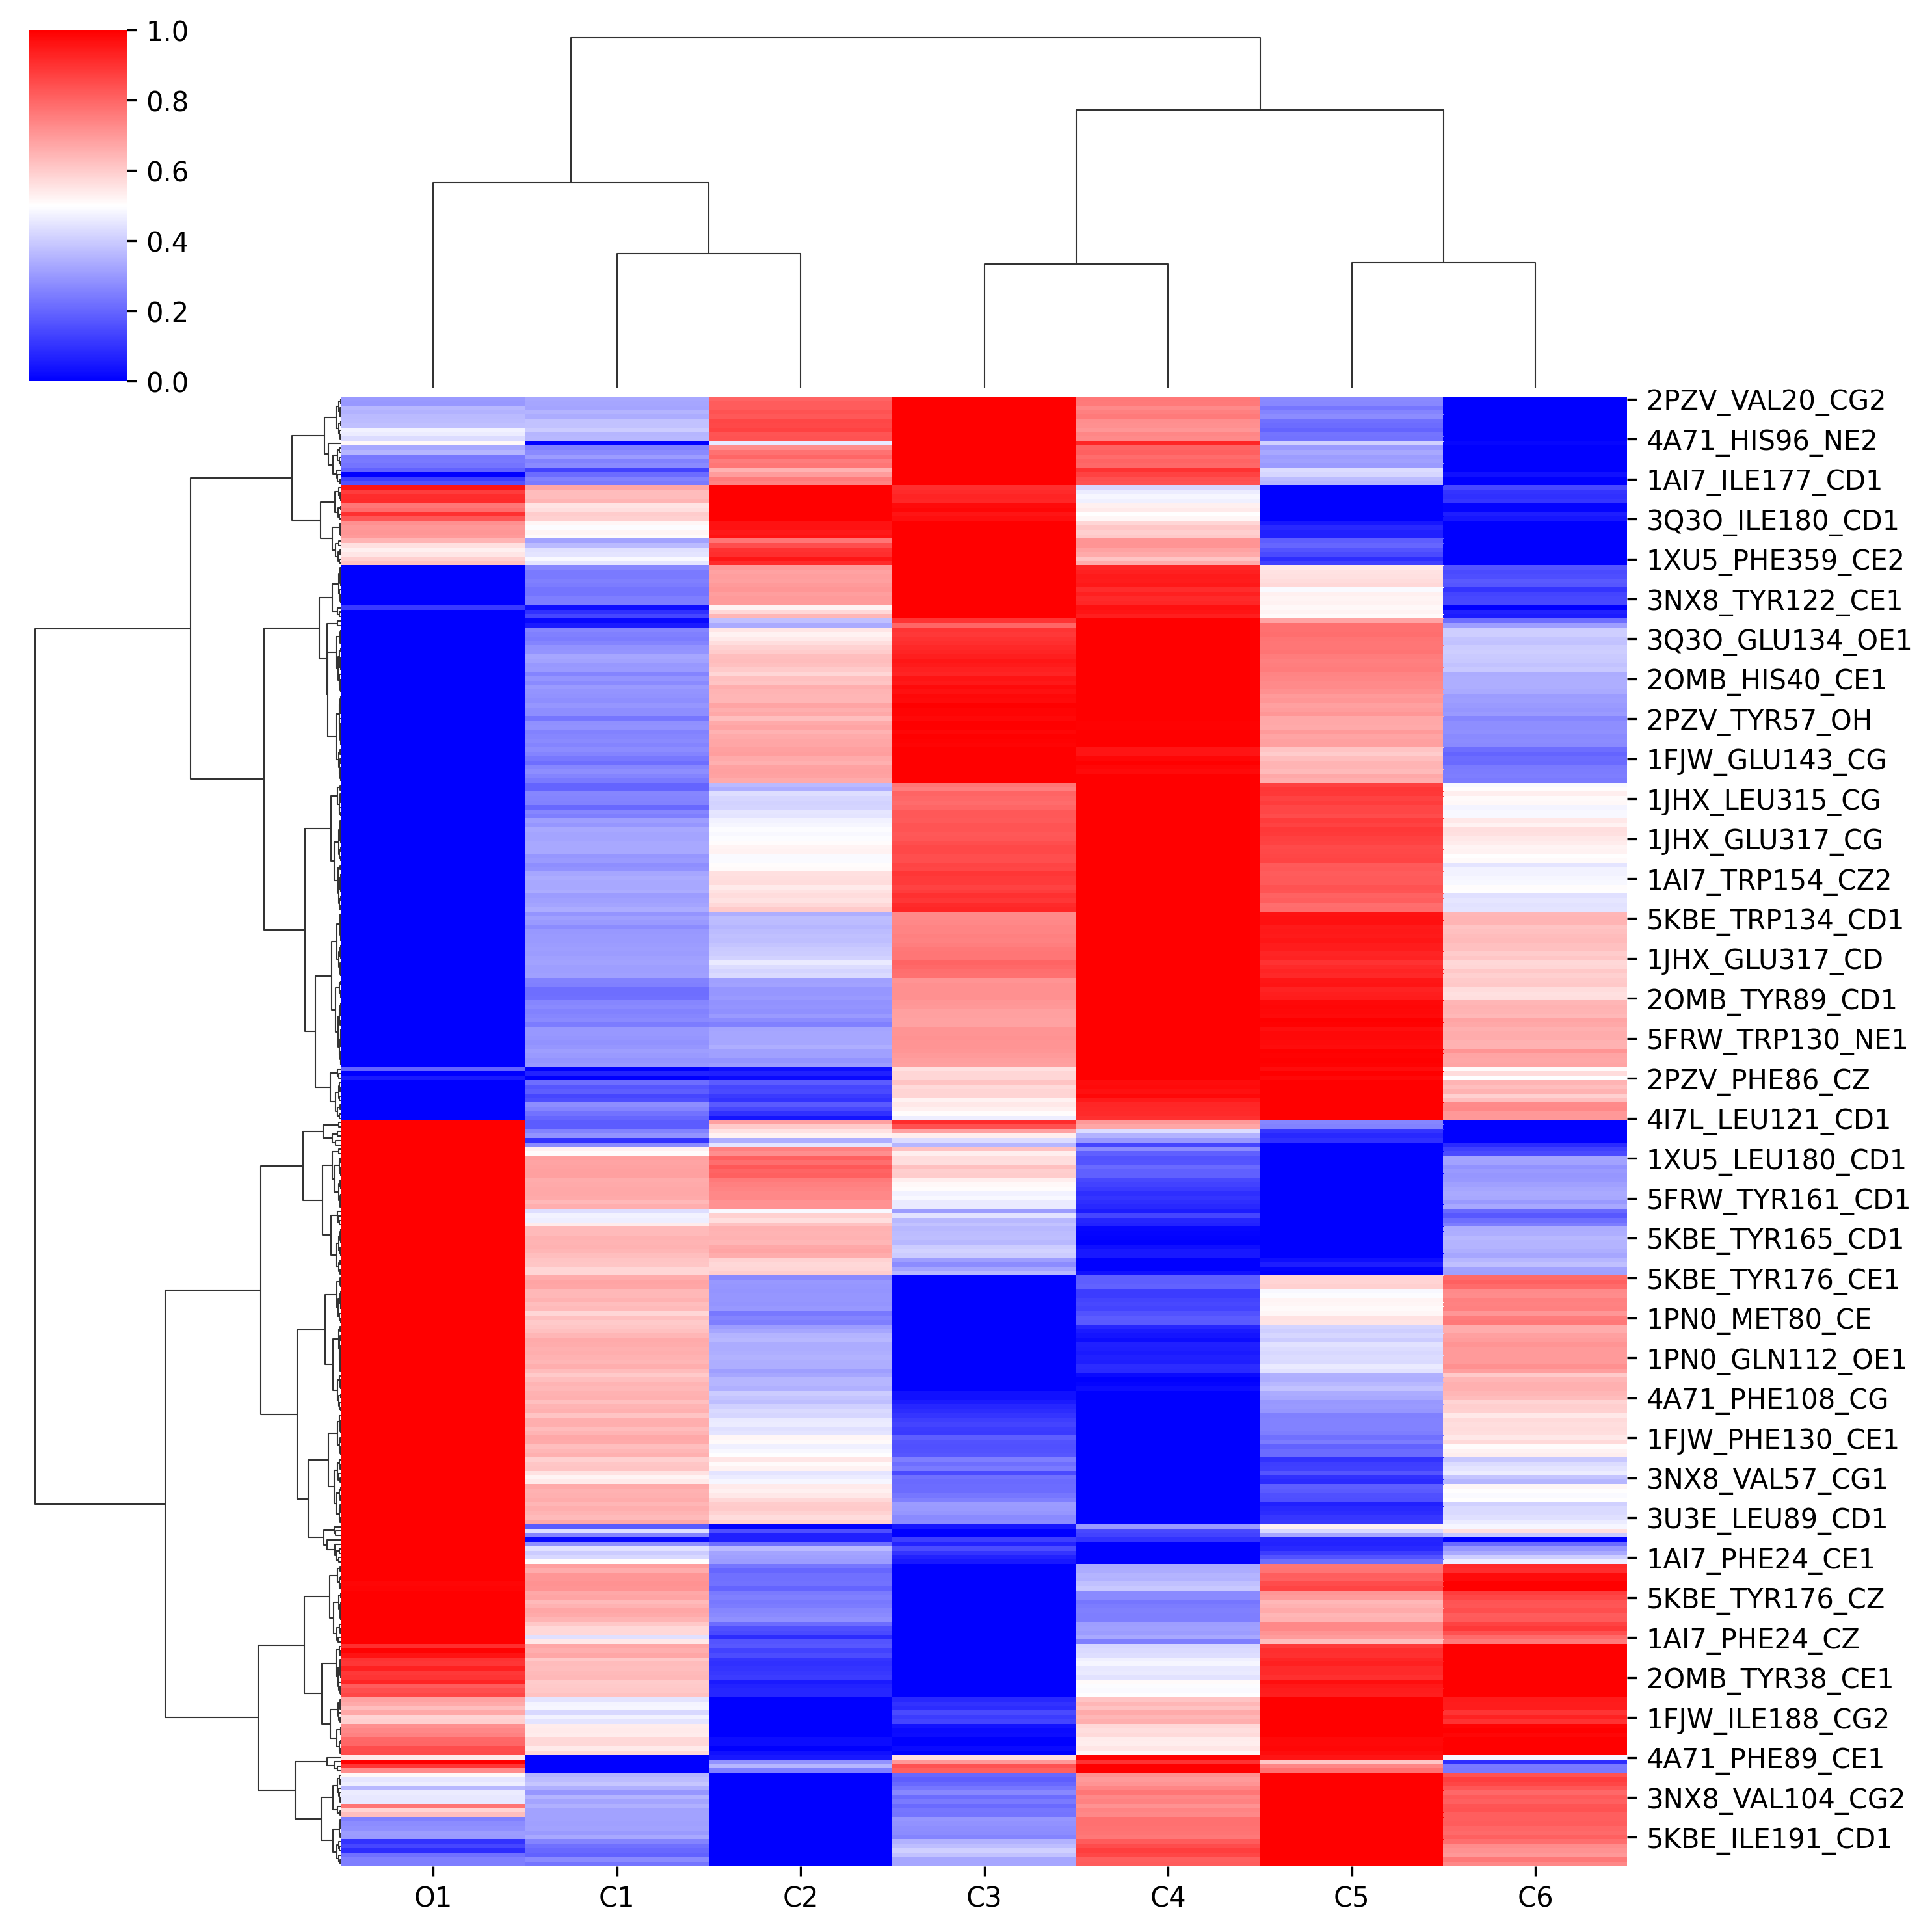 1.0
0.8
0.6
0.4
0.2
0.0
2PZV_VAL20_CG2
4A71_HIS96_NE2
1AI7_ILE177_CD1
3Q3O_ILE180_CD1
1XU5_PHE359_CE2
3NX8_TYR122_CE1
3Q3O_GLU134_OE1
2OMB_HIS40_CE1
2PZV_TYR57_OH
1FJW_GLU143_CG
1JHX_LEU315_CG
1JHX_GLU317_CG
1AI7_TRP154_CZ2
5KBE_TRP134_CD1
1JHX_GLU317_CD
2OMB_TYR89_CD1
5FRW_TRP130_NE1
2PZV_PHE86_CZ
4I7L_LEU121_CD1
1XU5_LEU180_CD1
5FRW_TYR161_CD1
5KBE_TYR165_CD1
5KBE_TYR176_CE1
1PN0_MET80_CE
1PN0_GLN112_OE1
4A71_PHE108_CG
1FJW_PHE130_CE1
3NX8_VAL57_CG1
3U3E_LEU89_CD1
1AI7_PHE24_CE1
5KBE_TYR176_CZ
1AI7_PHE24_CZ
2OMB_TYR38_CE1
1FJW_ILE188_CG2
4A71_PHE89_CE1
3NX8_VAL104_CG2
5KBE_ILE191_CD1
O1 C1 C2 C3 C4 C5 C6